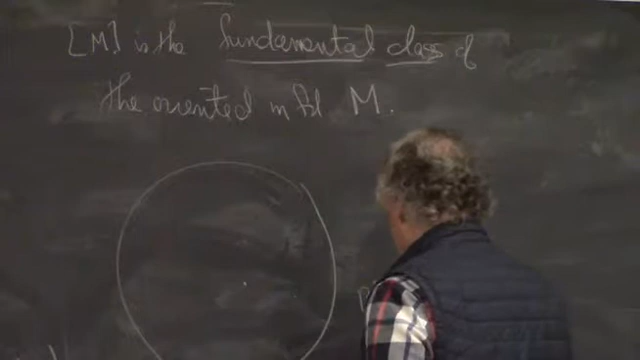 [M] is the fundamental class of
the oriented mfd M.